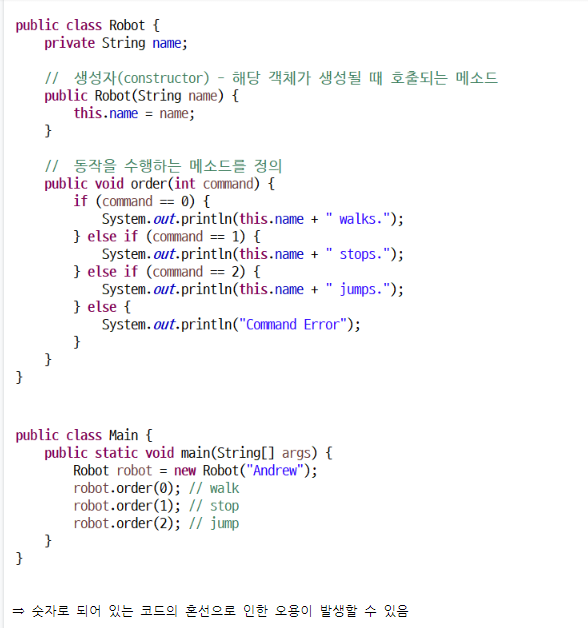 public class Robot {
    private String name;

    //  생성자(constructor) - 해당 객체가 생성될 때 호출되는 메소드
    public Robot(String name) {
        this.name = name;
    }

    //  동작을 수행하는 메소드를 정의
    public void order(int command) {
        if (command == 0) {
            System.out.println(this.name + " walks.");
        } else if (command == 1) {
            System.out.println(this.name + " stops.");
        } else if (command == 2) {
            System.out.println(this.name + " jumps.");
        } else {
            System.out.println("Command Error");
        }
    }
}


public class Main {
    public static void main(String[] args) {
        Robot robot = new Robot("Andrew");
        robot.order(0); // walk
        robot.order(1); // stop
        robot.order(2); // jump
    }
}

⇒ 숫자로 되어 있는 코드의 혼선으로 인한 오용이 발생할 수 있음